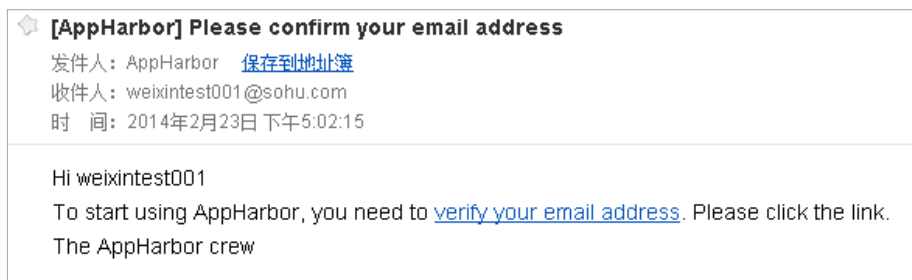 [AppHarbor] Please confirm your email address
发件人：AppHarbor 保存到地址簿
收件人：weixintest001@sohu.com
时 间：2014年2月23日 下午5:02:15
Hi weixintest001
To start using AppHarbor, you need to verify your email address. Please click the link.
The AppHarbor crew